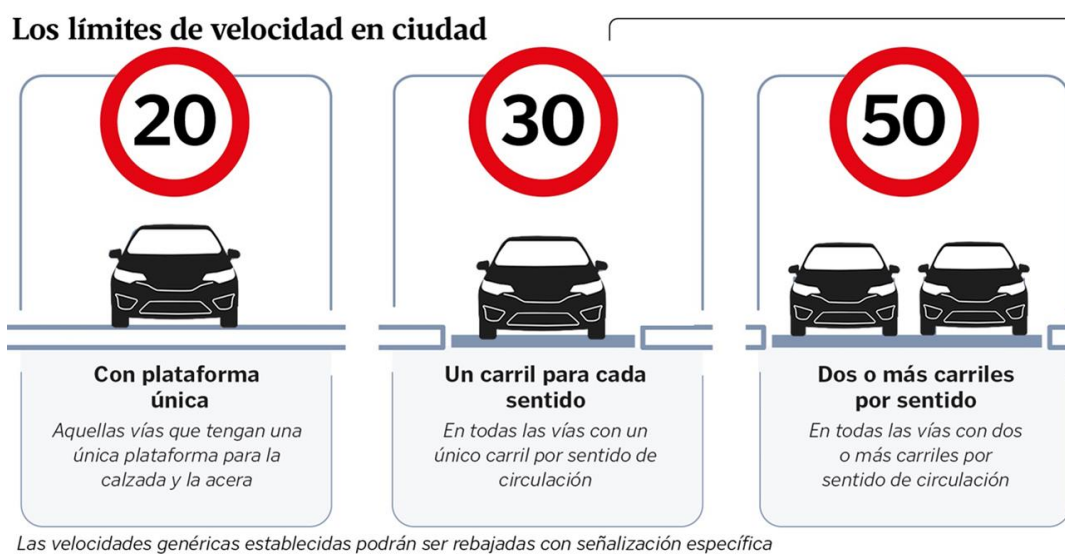 Los límites de velocidad en ciudad
20
Con plataforma
única
Aquellas vías que tengan una
única plataforma para la
calzada y la acera
30
Un carril para cada
sentido
En todas las vías con un
único carril por sentido de
circulación
50
Dos o más carriles
por sentido
En todas las vías con dos
o más carriles por
sentido de circulación
Las velocidades genéricas establecidas podrán ser rebajadas con señalización específica